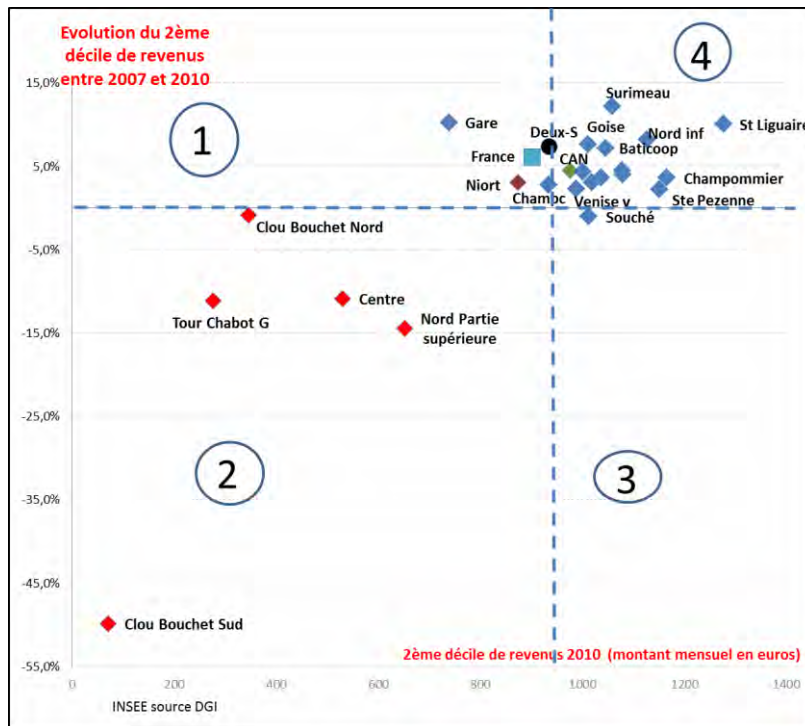 Evolution du 2ème
décile de revenus
entre 2007 et 2010
4
15,0%
Surimeau
1
Gare
Deux-S
Goise
Nord inf
St Liguaire
France
CAN
Baticoop
5,0%
Niort
Champommier
Chamoc
Venise v
Ste Pezenne
Clou Bouchet Nord
Souché
-5,0%
Centre
Tour Chabot G
Nord Partie
supérieure
-15,0%
-25,0%
2
3
-35,0%
-45,0%
Clou Bouchet Sud
2ème décile de revenus 2010 (montant mensuel en euros)
-55,0%
0
200
400
600
800
1000
1200
1400
INSEE source DGI